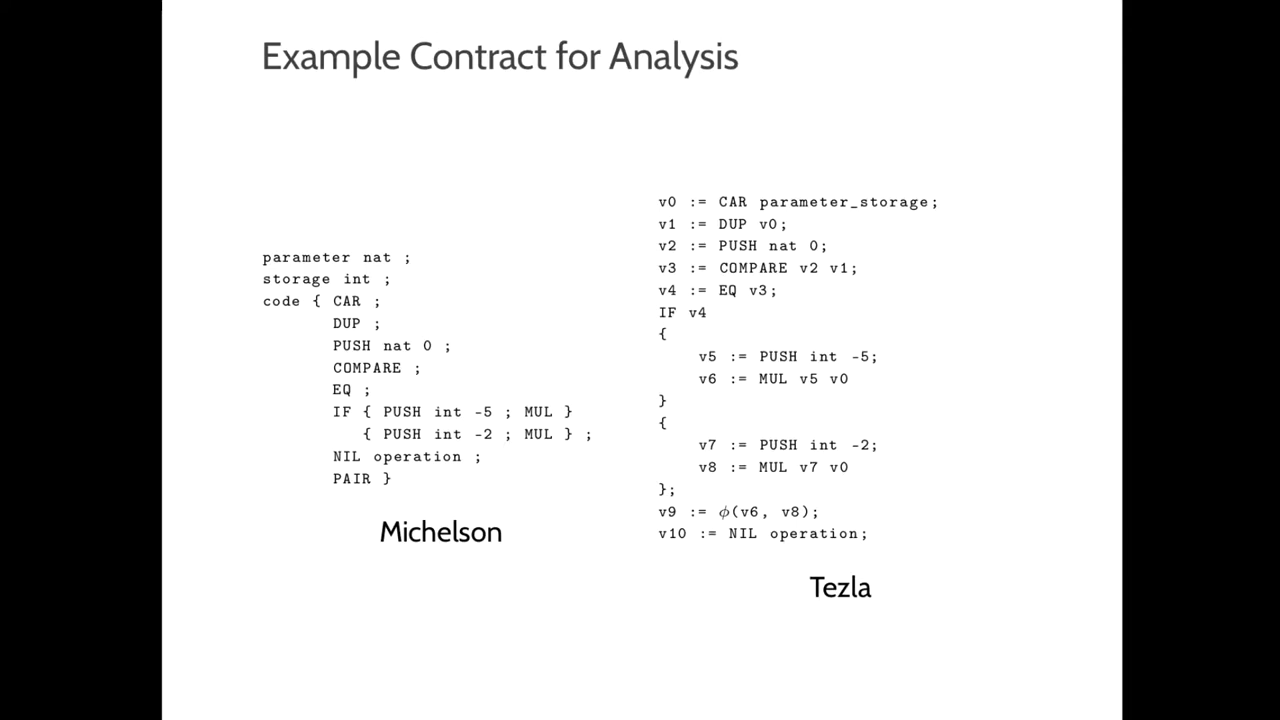 Example Contract for Analysis
parameter nat ;
storage int ;
code { CAR ;
DUP ;
PUSH nat 0 ;
COMPARE ;
EQ ;
IF { PUSH int -5 ; MUL }
{ PUSH int -2 ; MUL } ;
NIL operation ;
PAIR }
Michelson
v0 := CAR parameter_storage;
v1 := DUP v0;
v2 := PUSH nat 0;
v3 := COMPARE v2 v1;
v4 := EQ v3;
IF v4
{
v5 := PUSH int -5;
v6 := MUL v5 v0
}
{
v7 := PUSH int -2;
v8 := MUL v7 v0
};
v9 := ϕ(v6, v8);
v10 := NIL operation;
Tezla